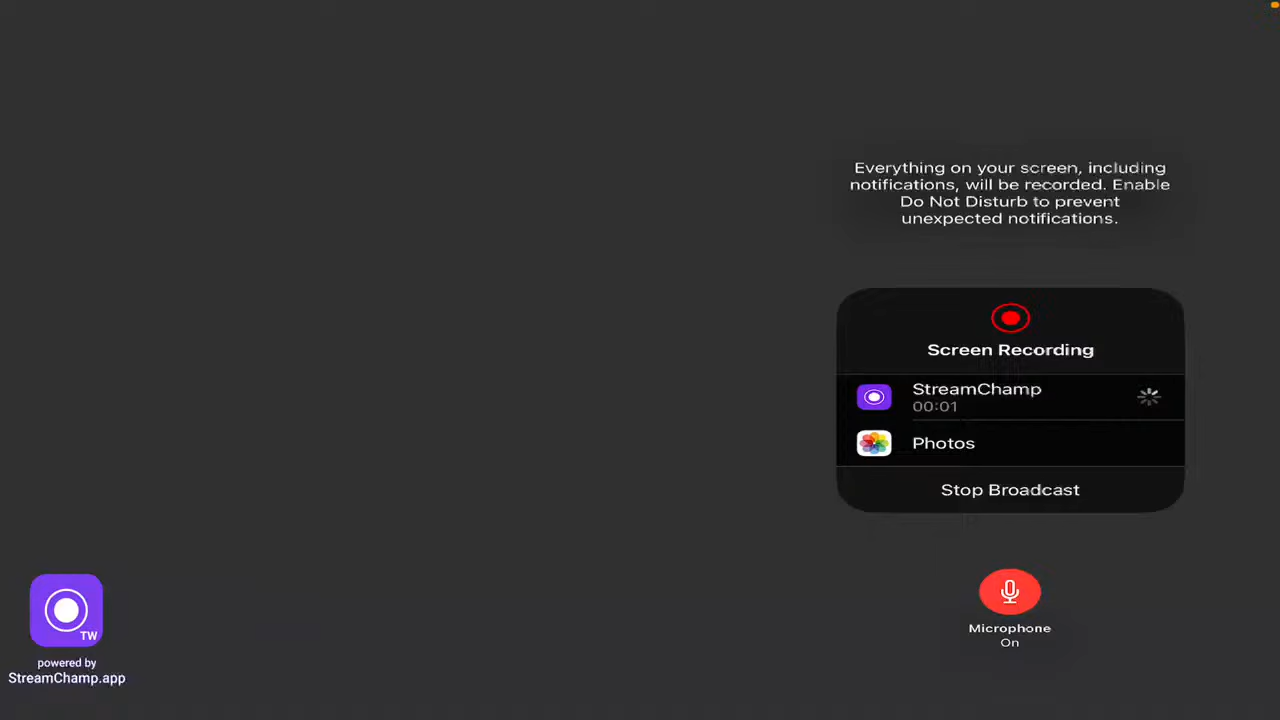 Everything on your screen, including
notifications, will be recorded. Enable
Do Not Disturb to prevent
unexpected notifications.
Screen Recording
StreamChamp
00:01
Photos
Stop Broadcast
Microphone
On
TW
powered by
StreamChamp.app